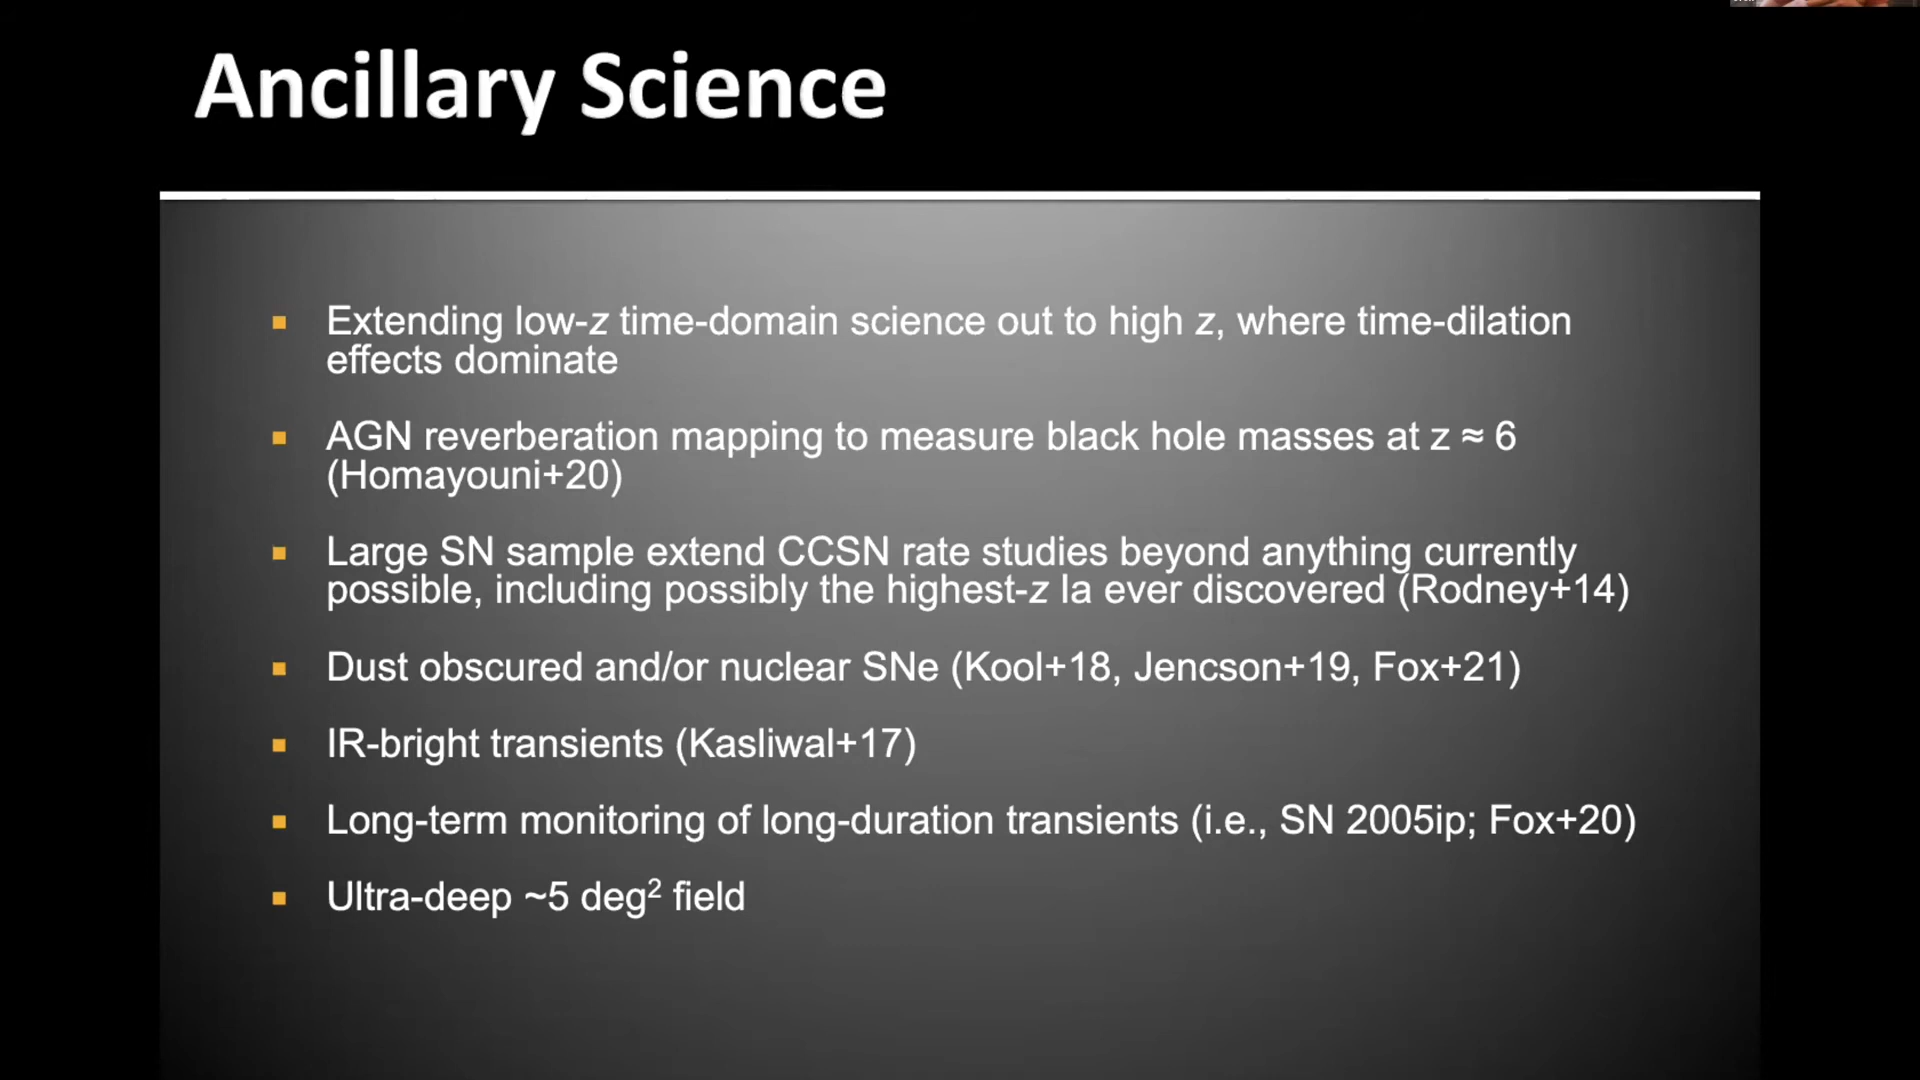 Ancillary Science
Extending low-z time-domain science out to high z, where time-dilation
effects dominate
AGN reverberation mapping to measure black hole masses at z ≈ 6
(Homayouni+20)
Large SN sample extend CCSN rate studies beyond anything currently
possible, including possibly the highest-z Ia ever discovered (Rodney+14)
Dust obscured and/or nuclear SNe (Kool+18, Jencson+19, Fox+21)
IR-bright transients (Kasliwal+17)
Long-term monitoring of long-duration transients (i.e., SN 2005ip; Fox+20)
Ultra-deep ~5 deg² field